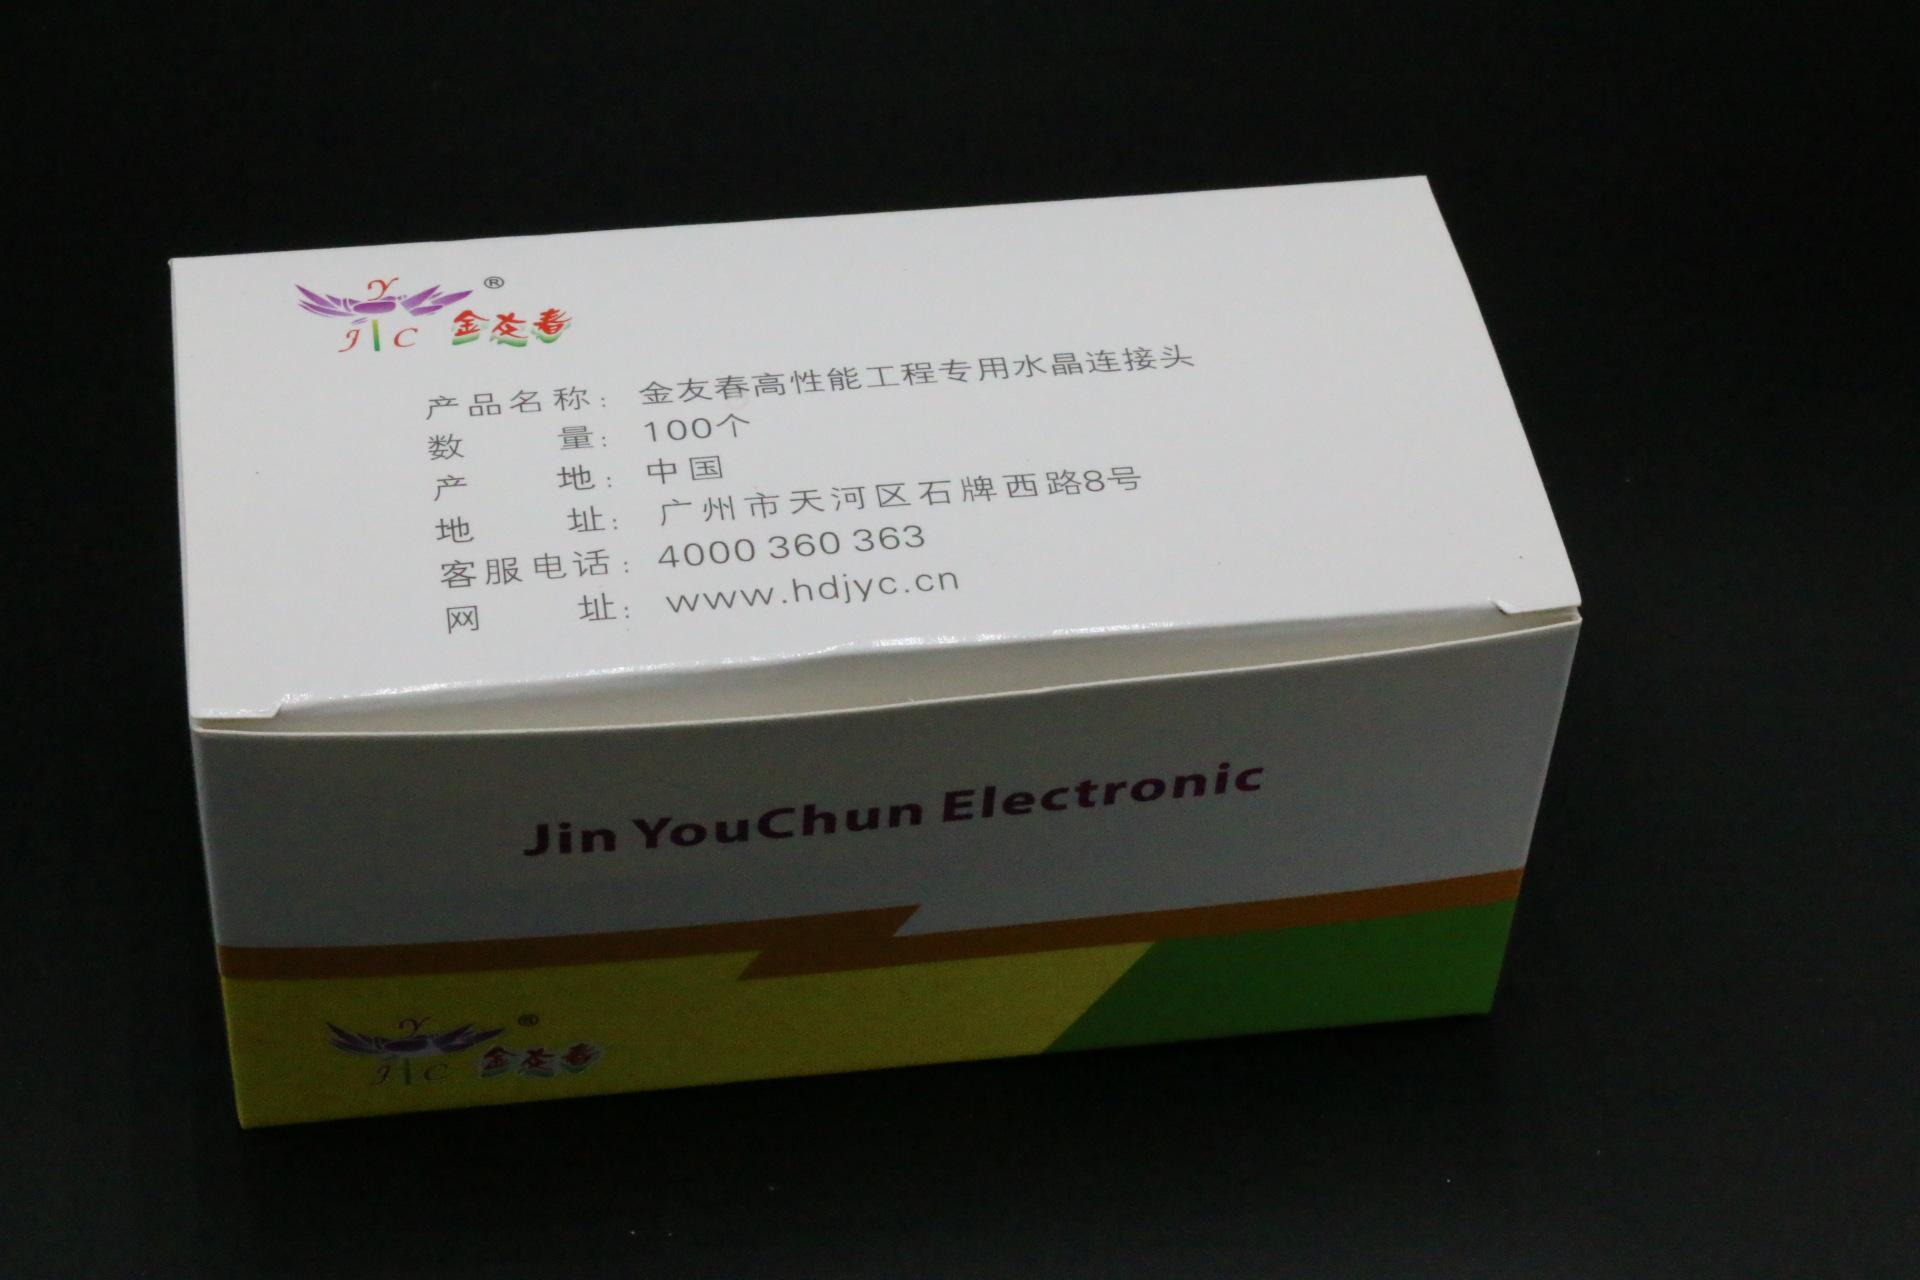 Y ®
J C 金友春
产品名称： 金友春高性能工程专用水晶连接头
数量： 100个
产地： 中国
地址： 广州市天河区石牌西路8号
客服电话： 4000 360 363
网址： www.hdjyc.cn
Jin YouChun Electronic
Y ®
J C 金友春